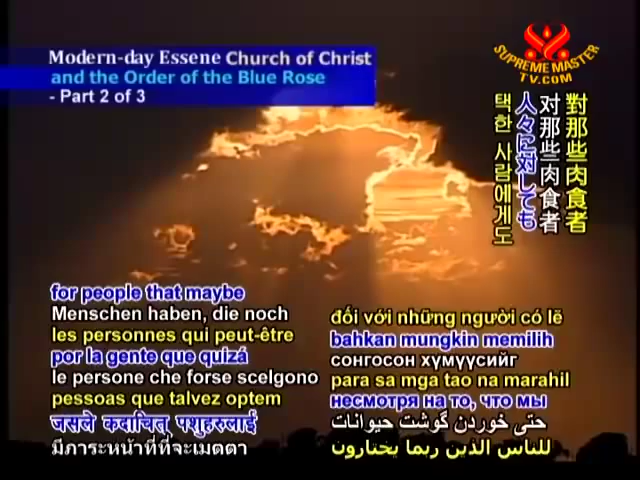 Modern-day Essene Church of Christ
and the Order of the Blue Rose
- Part 2 of 3
SUPREME MASTER
TV.COM
對那些肉食者
对那些肉食者
人々に対しても
택한 사람에게도
for people that maybe
Menschen haben, die noch
les personnes qui peut-être
por la gente que quizá
le persone che forse scelgono
pessoas que talvez optem
जसले कदाचित् पशुहरुलाई
มีภาระหน้าที่ที่จะเมตตา
đối với những người có lẽ
bahkan mungkin memilih
сонгосон хүмүүсийг
para sa mga tao na marahil
несмотря на то, что мы
حتی خوردن گوشت حیوانات
للناس الذين ربما يختارون